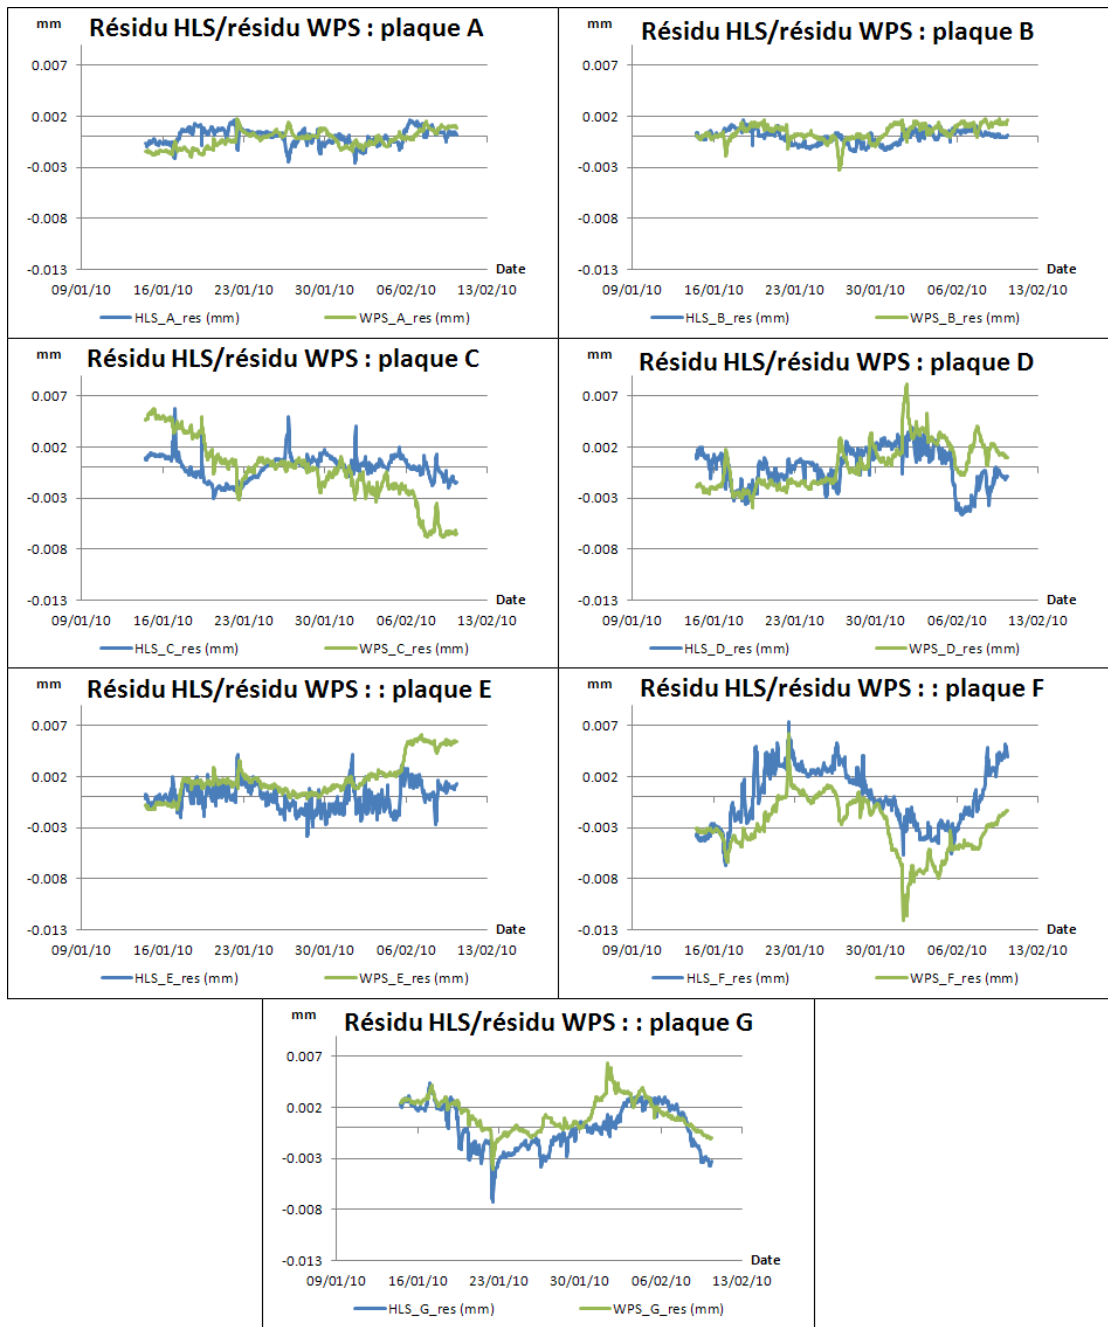 mm
Résidu HLS/résidu WPS : plaque A
0.007
0.002
-0.003
-0.008
-0.013
Date
09/01/10 16/01/10 23/01/10 30/01/10 06/02/10 13/02/10
HLS_A_res (mm) WPS_A_res (mm)
mm
Résidu HLS/résidu WPS : plaque B
0.007
0.002
-0.003
-0.008
-0.013
Date
09/01/10 16/01/10 23/01/10 30/01/10 06/02/10 13/02/10
HLS_B_res (mm) WPS_B_res (mm)
mm
Résidu HLS/résidu WPS : plaque C
0.007
0.002
-0.003
-0.008
-0.013
Date
09/01/10 16/01/10 23/01/10 30/01/10 06/02/10 13/02/10
HLS_C_res (mm) WPS_C_res (mm)
mm
Résidu HLS/résidu WPS : plaque D
0.007
0.002
-0.003
-0.008
-0.013
Date
09/01/10 16/01/10 23/01/10 30/01/10 06/02/10 13/02/10
HLS_D_res (mm) WPS_D_res (mm)
mm
Résidu HLS/résidu WPS : : plaque E
0.007
0.002
-0.003
-0.008
-0.013
Date
09/01/10 16/01/10 23/01/10 30/01/10 06/02/10 13/02/10
HLS_E_res (mm) WPS_E_res (mm)
mm
Résidu HLS/résidu WPS : : plaque F
0.007
0.002
-0.003
-0.008
-0.013
Date
09/01/10 16/01/10 23/01/10 30/01/10 06/02/10 13/02/10
HLS_F_res (mm) WPS_F_res (mm)
mm
Résidu HLS/résidu WPS : : plaque G
0.007
0.002
-0.003
-0.008
-0.013
Date
09/01/10 16/01/10 23/01/10 30/01/10 06/02/10 13/02/10
HLS_G_res (mm) WPS_G_res (mm)